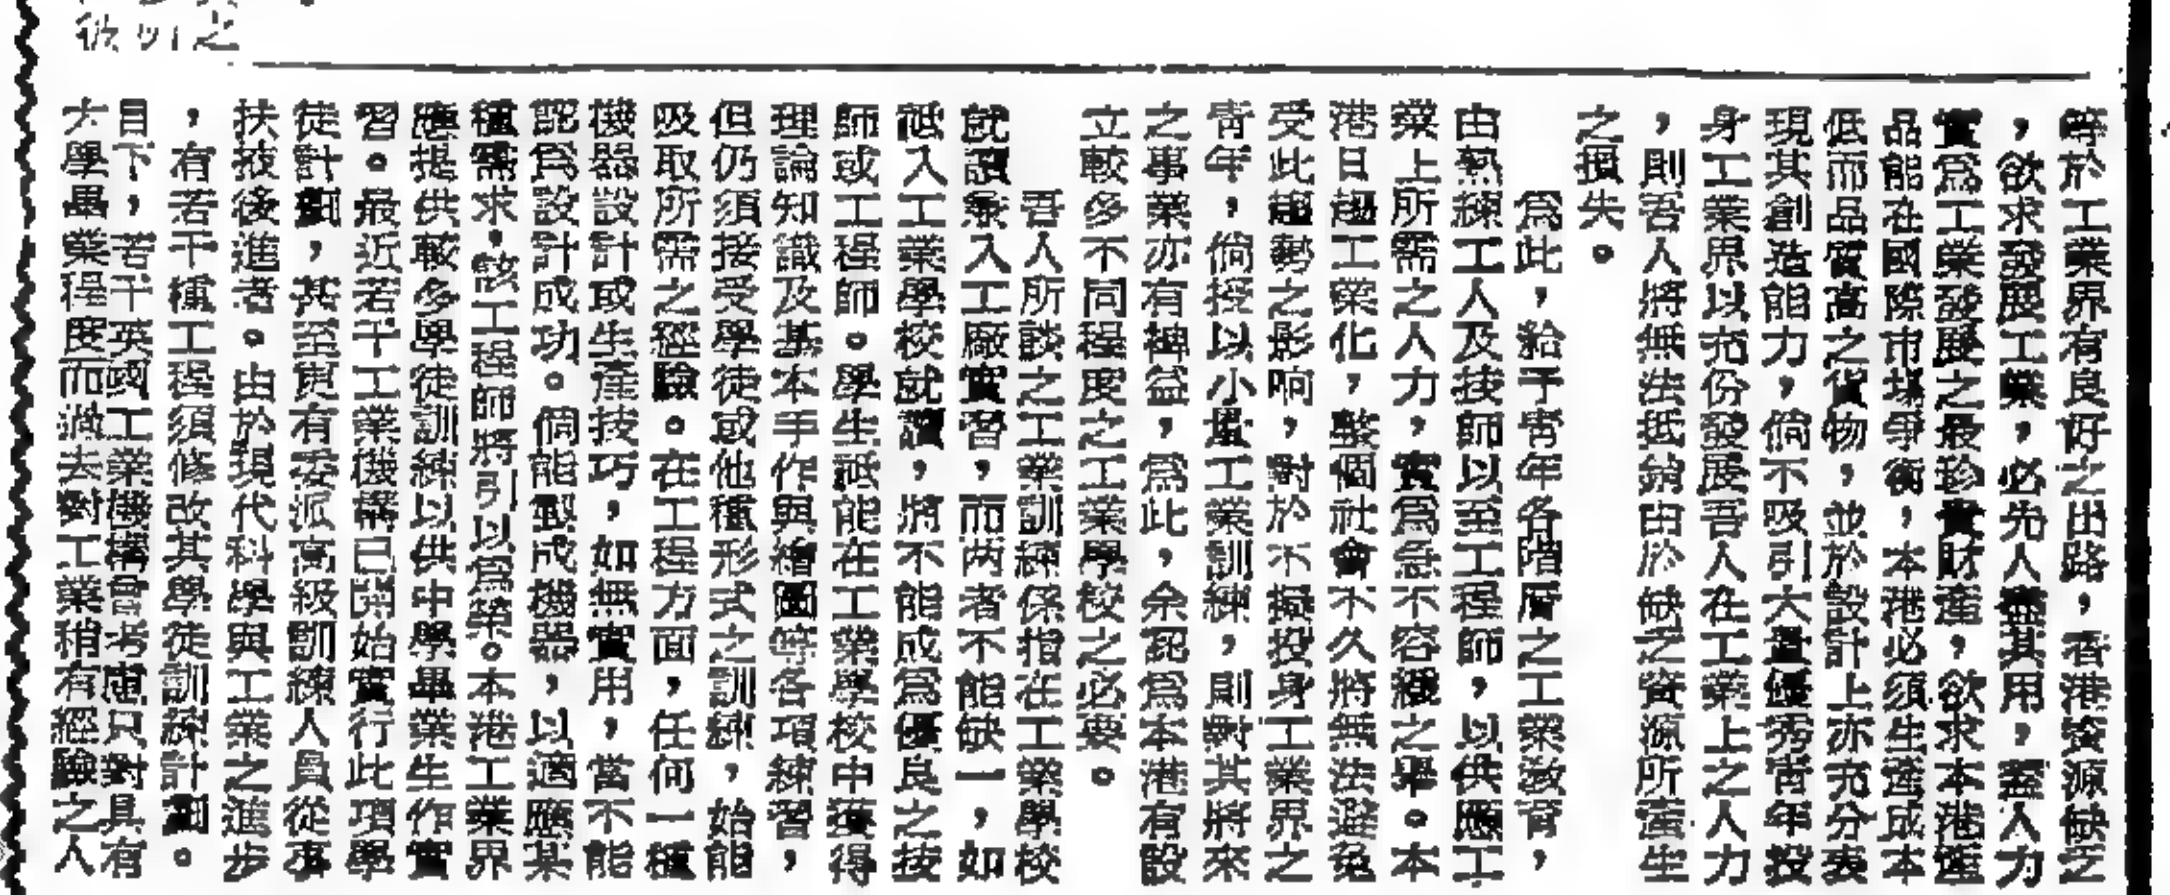 等於工業界有良好之出路，香港資源缺乏
，欲求發展工業，必先人盡其用，蓋人力
實為工業發展之最珍貴財產，欲求本港產
品能在國際市場爭衡，本港必須生產成本
低而品質高之貨物，並於設計上亦充分表
現其創造能力，倘不吸引大量優秀青年投
身工業界以充份發展吾人在工業上之人力
，則吾人將無法抵銷由於缺乏資源所產生
之損失。
為此，給予青年各階層之工業教育，
由熟練工人及技師以至工程師，以供應工
業上所需之人力，實為急不容緩之舉。本
港日趨工業化，整個社會不久將無法避免
受此趨勢之影响，對於不擬投身工業界之
青年，倘授以小量工業訓練，則對其將來
之事業亦有裨益，為此，余認為本港有設
立較多不同程度之工業學校之必要。
吾人所談之工業訓練係指在工業學校
就讀兼入工廠實習，而两者不能缺一，如
祗入工業學校就讀，將不能成為優良之技
師或工程師。學生祗能在工業學校中獲得
理論知識及基本手作與繪圖等各項練習，
但仍須接受學徒或他種形式之訓練，始能
吸取所需之經驗。在工程方面，任何一種
機器設計或生產技巧，如無實用，當不能
認為設計成功。倘能製成機器，以適應某
種需求，該工程師將引以為榮。本港工業界
應提供較多學徒訓練以供中學畢業生作實
習。最近若干工業機構已開始實行此項學
徒計劃，甚至更有委派高級訓練人員從事
扶掖後進者。由於現代科學與工業之進步
，有若干種工程須修改其學徒訓練計劃。
目下，若干英國工業機構會考慮只對具有
大學畢業程度而過去對工業稍有經驗之人